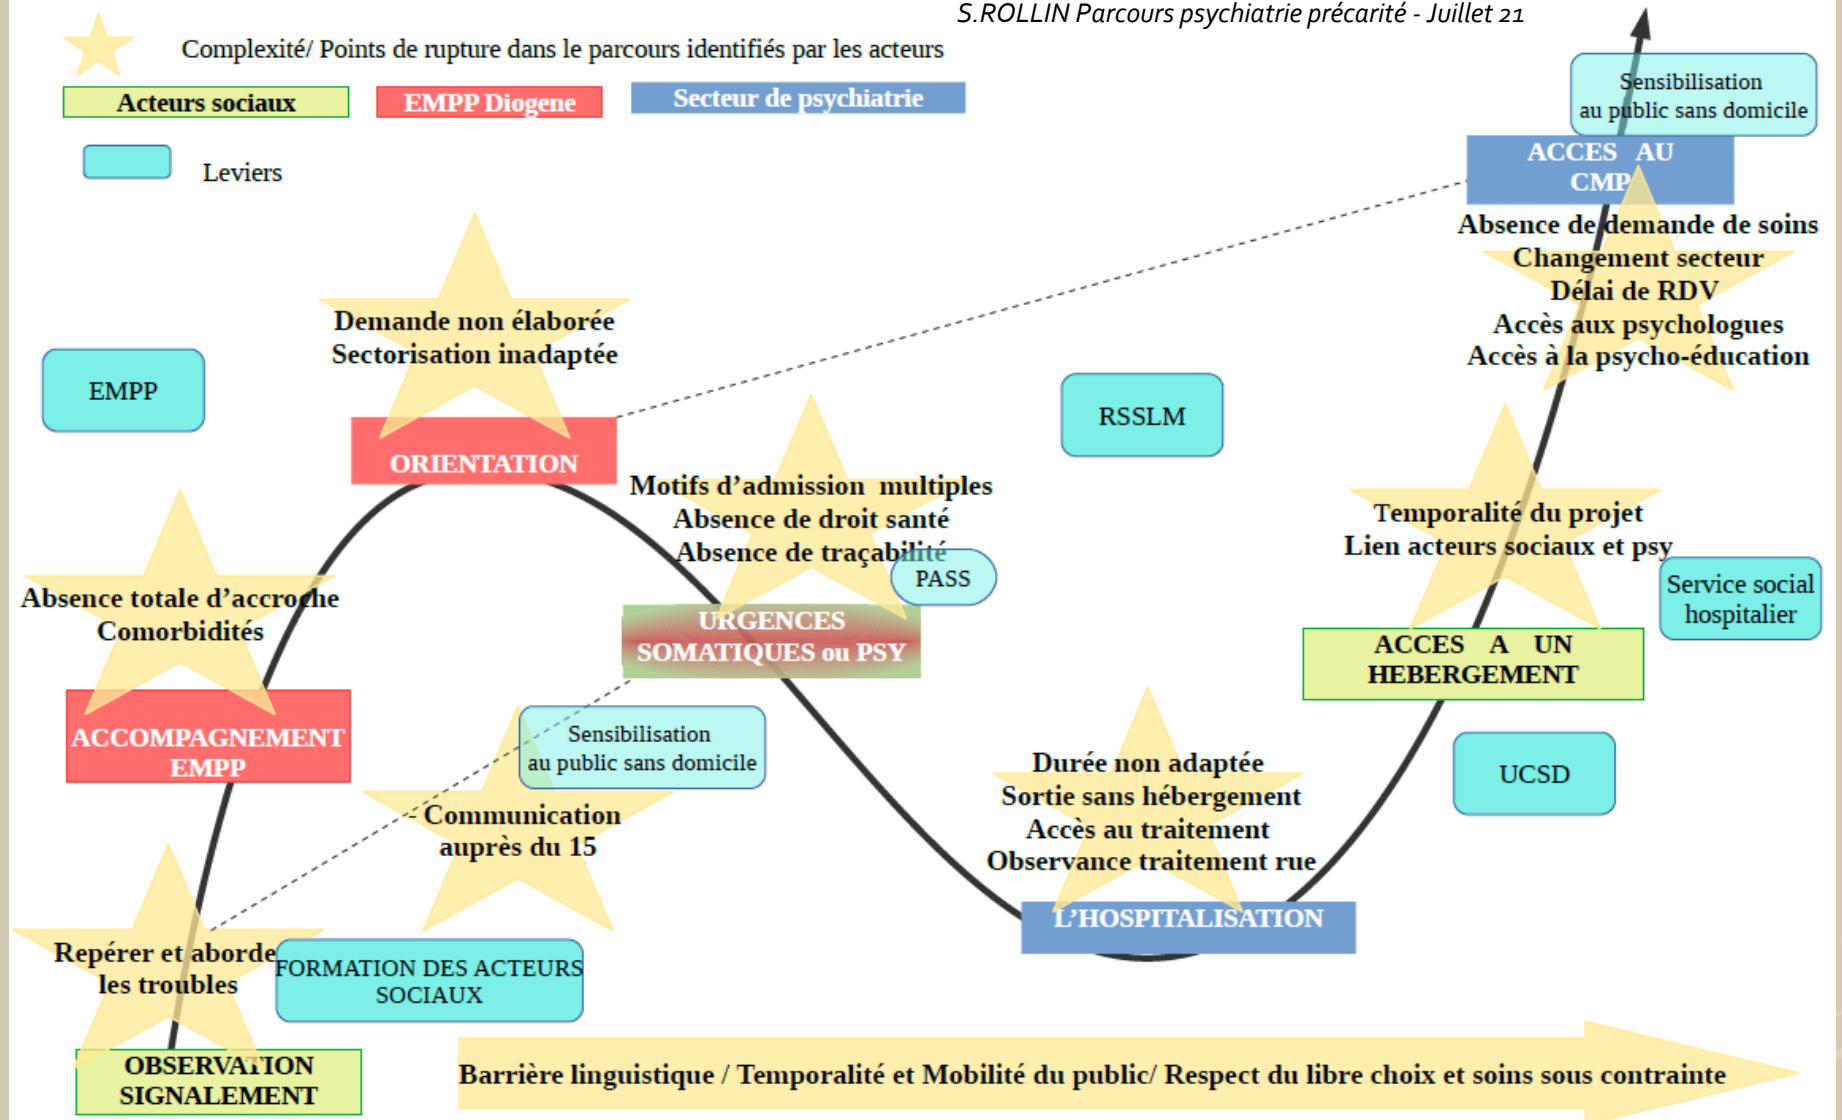 S.ROLLIN Parcours psychiatrie précarité - Juillet 21
Complexité/ Points de rupture dans le parcours identifiés par les acteurs
Acteurs sociaux
EMPP Diogene
Secteur de psychiatrie
Leviers
Sensibilisation
au public sans domicile
ACCES AU
CMP
Absence de demande de soins
Changement secteur
Délai de RDV
Accès aux psychologues
Accès à la psycho-éducation
Demande non élaborée
Sectorisation inadaptée
EMPP
ORIENTATION
RSSLM
Motifs d'admission multiples
Absence de droit santé
Absence de traçabilité
PASS
URGENCES
SOMATIQUES ou PSY
Temporalité du projet
Lien acteurs sociaux et psy
Service social
hospitalier
ACCES A UN
HEBERGEMENT
Absence totale d'accroche
Comorbidités
ACCOMPAGNEMENT
EMPP
Sensibilisation
au public sans domicile
- Communication
auprès du 15
UCSD
Durée non adaptée
Sortie sans hébergement
Accès au traitement
Observance traitement rue
L'HOSPITALISATION
Repérer et aborde
les troubles
FORMATION DES ACTEURS
SOCIAUX
OBSERVATION
SIGNALEMENT
Barrière linguistique / Temporalité et Mobilité du public/ Respect du libre choix et soins sous contrainte